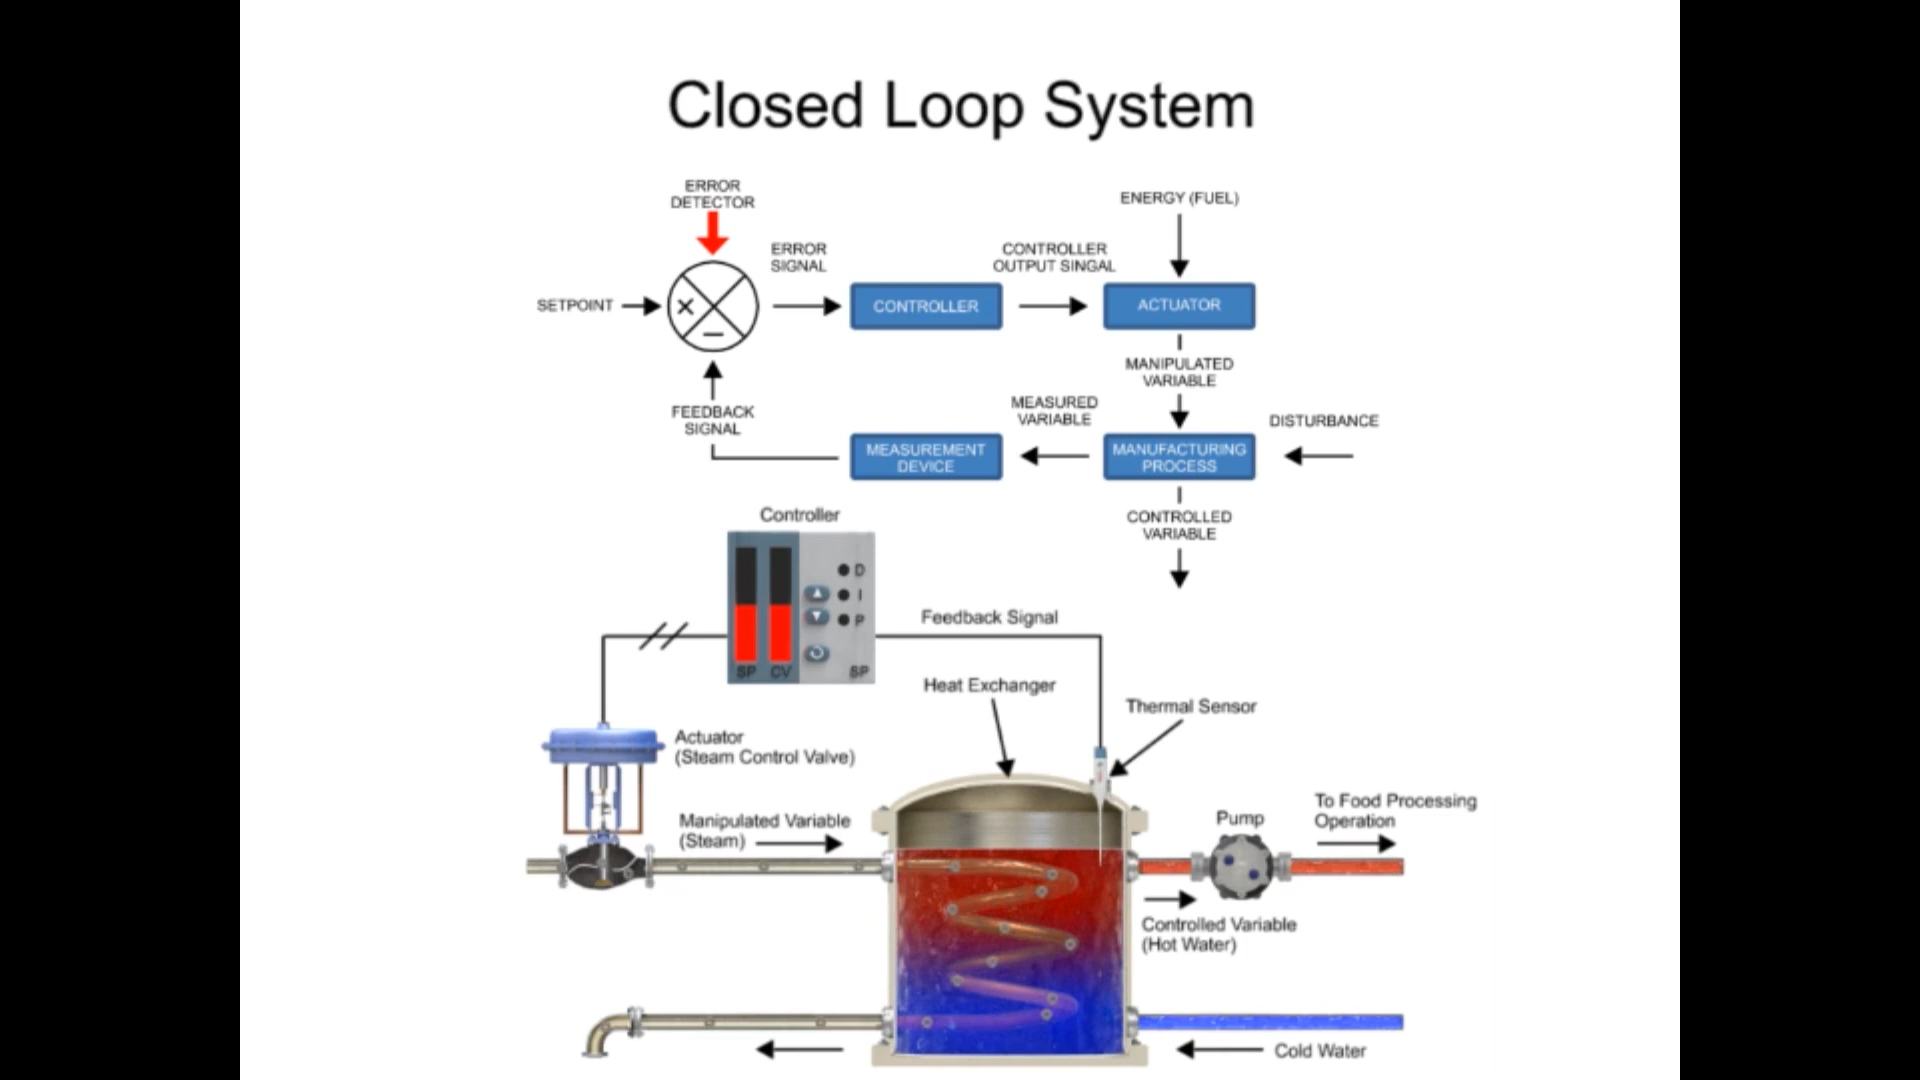 Closed Loop System
ERROR
DETECTOR
ENERGY (FUEL)
ERROR
SIGNAL
CONTROLLER
OUTPUT SINGAL
SETPOINT
×
–
CONTROLLER
ACTUATOR
MANIPULATED
VARIABLE
FEEDBACK
SIGNAL
MEASURED
VARIABLE
DISTURBANCE
MEASUREMENT
DEVICE
MANUFACTURING
PROCESS
CONTROLLED
VARIABLE
Controller
D
I
P
SP
CV
SP
Feedback Signal
Heat Exchanger
Thermal Sensor
Actuator
(Steam Control Valve)
Manipulated Variable
(Steam)
Pump
To Food Processing
Operation
Controlled Variable
(Hot Water)
Cold Water